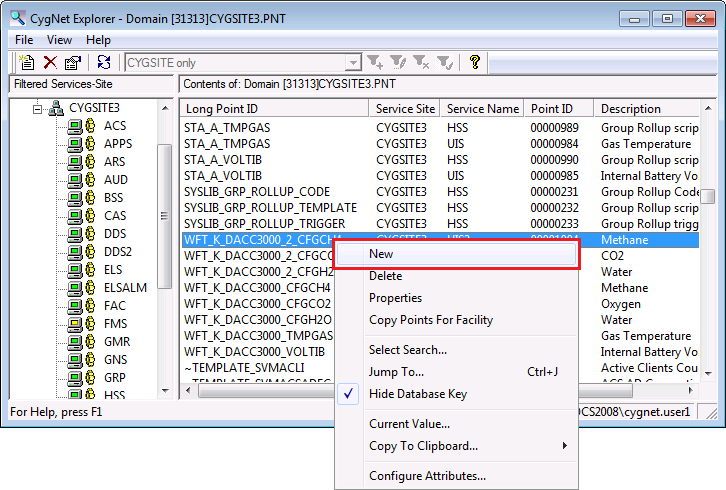 CygNet Explorer - Domain [31313]CYGSITE3.PNT
File View Help
CYGSITE only
Filtered Services-Site
Contents of: Domain [31313]CYGSITE3.PNT
CYGSITE3
ACS
APPS
ARS
AUD
BSS
CAS
DDS
DDS2
ELS
ELSALM
FAC
FMS
GMR
GNS
GRP
HSS
Long Point ID Service Site Service Name Point ID Description
STA_A_TMPGAS CYGSITE3 HSS 00000989 Group Rollup scrip
STA_A_TMPGAS CYGSITE3 UIS 00000984 Gas Temperature
STA_A_VOLTIB CYGSITE3 HSS 00000990 Group Rollup scrip
STA_A_VOLTIB CYGSITE3 UIS 00000985 Internal Battery Vo
SYSLIB_GRP_ROLLUP_CODE CYGSITE3 HSS 00000231 Group Rollup Code
SYSLIB_GRP_ROLLUP_TEMPLATE CYGSITE3 HSS 00000232 Group Rollup scrip
SYSLIB_GRP_ROLLUP_TRIGGER CYGSITE3 HSS 00000233 Group Rollup trigg
WFT_K_DACC3000_2_CFGCH4 Methane
WFT_K_DACC3000_2_CFGCO CO2
WFT_K_DACC3000_2_CFGH2 Water
WFT_K_DACC3000_CFGCH4 Methane
WFT_K_DACC3000_CFGCO2 Oxygen
WFT_K_DACC3000_CFGH2O Water
WFT_K_DACC3000_TMPGAS Gas Temperature
WFT_K_DACC3000_VOLTIB Internal Battery Vo
~TEMPLATE_SVMACLI Active Clients Cou
New
Delete
Properties
Copy Points For Facility
Select Search...
Jump To... Ctrl+J
Hide Database Key
Current Value...
Copy To Clipboard...
Configure Attributes...
For Help, press F1
OCS2008\cygnet.user1